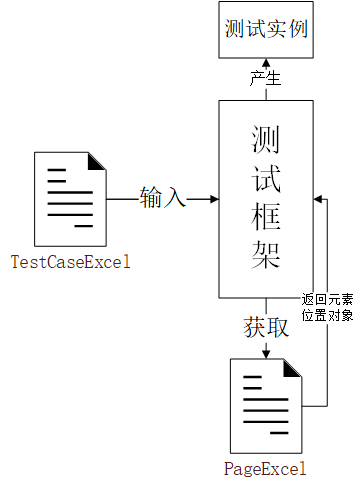 测试实例
产生
测
试
框
架
输入
TestCaseExcel
获取
返回元素
位置对象
PageExcel